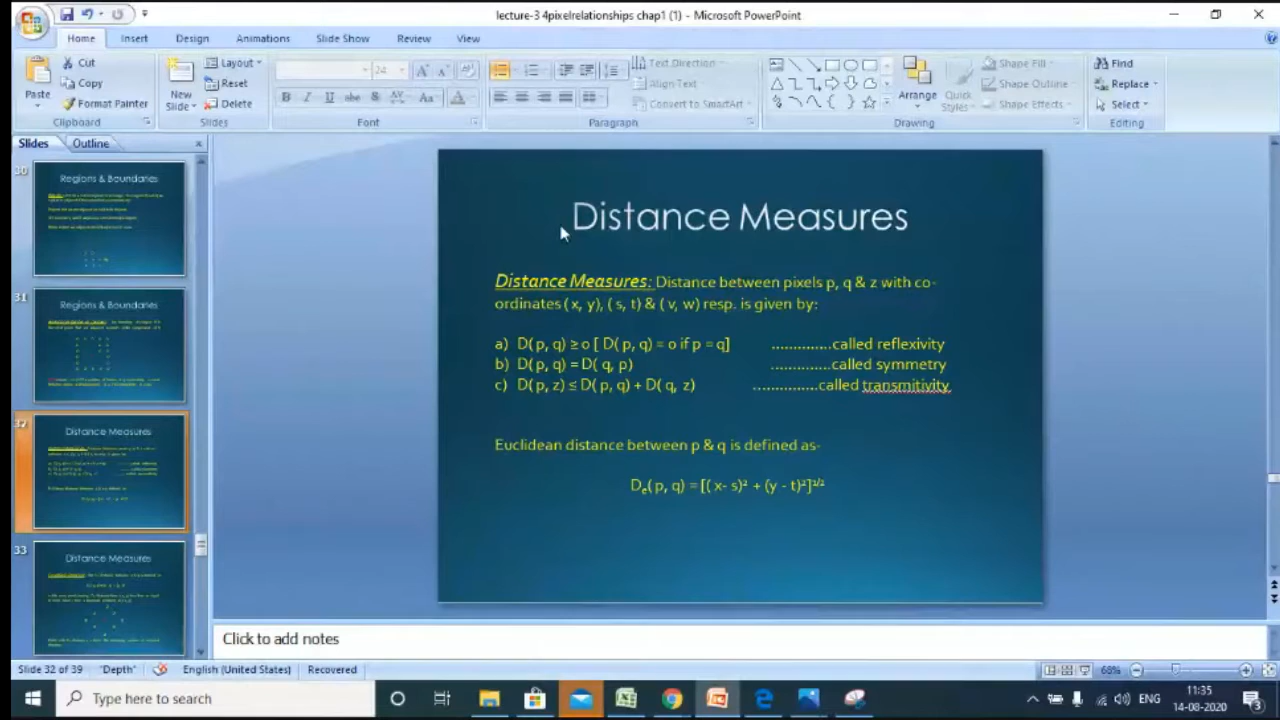 lecture-3 4pixelrelationships chap1 (1) - Microsoft PowerPoint
Home Insert Design Animations Slide Show Review View
Paste
Cut
Copy
Format Painter
Clipboard
New Slide
Layout
Reset
Delete
Slides
24
B I U abc S AV Aa A
Font
Text Direction
Align Text
Convert to SmartArt
Paragraph
Arrange
Quick Styles
Shape Fill
Shape Outline
Shape Effects
Drawing
Find
Replace
Select
Editing
Slides Outline
30
Regions & Boundaries
31
Regions & Boundaries
32
Distance Measures
33
Distance Measures
Distance Measures
Distance Measures: Distance between pixels p, q & z with co-
ordinates ( x, y), ( s, t) & ( v, w) resp. is given by:
a) D( p, q) ≥ 0 [ D( p, q) = 0 if p = q] ..............called reflexivity
b) D( p, q) = D( q, p) ..............called symmetry
c) D( p, z) ≤ D( p, q) + D( q, z) ...............called transmitivity
Euclidean distance between p & q is defined as-
De( p, q) = [( x- s)² + (y - t)²]¹/²
Click to add notes
Slide 32 of 39 "Depth" English (United States) Recovered 68%
Type here to search
ENG
11:35
14-08-2020
3